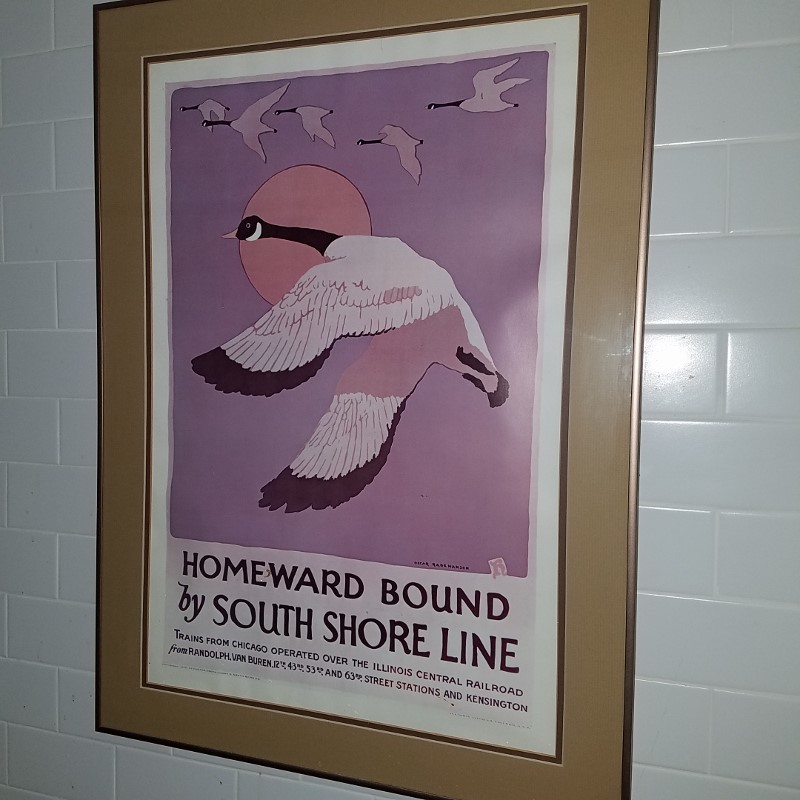 HOMEWARD BOUND
by SOUTH SHORE LINE
TRAINS FROM CHICAGO OPERATED OVER THE ILLINOIS CENTRAL RAILROAD
from RANDOLPH, VAN BUREN, 12TH, 43RD, 53RD, AND 63RD, STREET STATIONS AND KENSINGTON